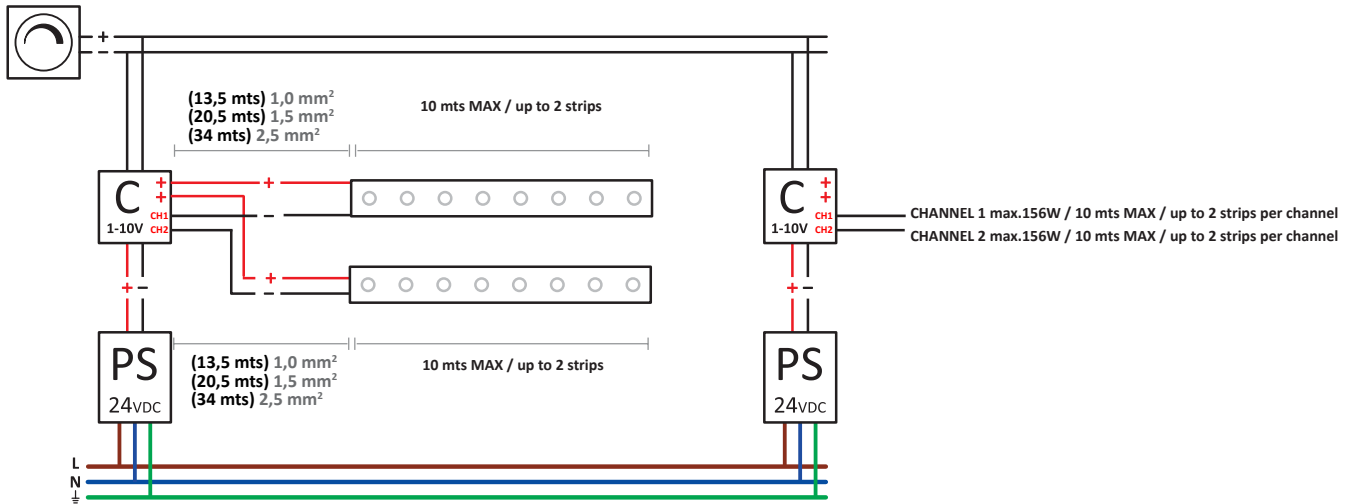 +
−
(13,5 mts) 1,0 mm²
(20,5 mts) 1,5 mm²
(34 mts) 2,5 mm²
10 mts MAX / up to 2 strips
C
1-10V
+
+
CH1
CH2
+
−
+
−
+ −
PS
24VDC
(13,5 mts) 1,0 mm²
(20,5 mts) 1,5 mm²
(34 mts) 2,5 mm²
10 mts MAX / up to 2 strips
C
1-10V
+
+
CH1
CH2
CHANNEL 1 max.156W / 10 mts MAX / up to 2 strips per channel
CHANNEL 2 max.156W / 10 mts MAX / up to 2 strips per channel
+ −
PS
24VDC
L
N